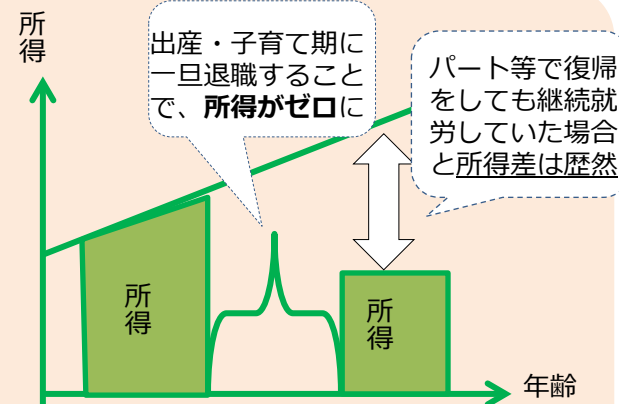 所得
出産・子育て期に
一旦退職すること
で、所得がゼロに
パート等で復帰
をしても継続就
労していた場合
と所得差は歴然
所得
所得
年齢